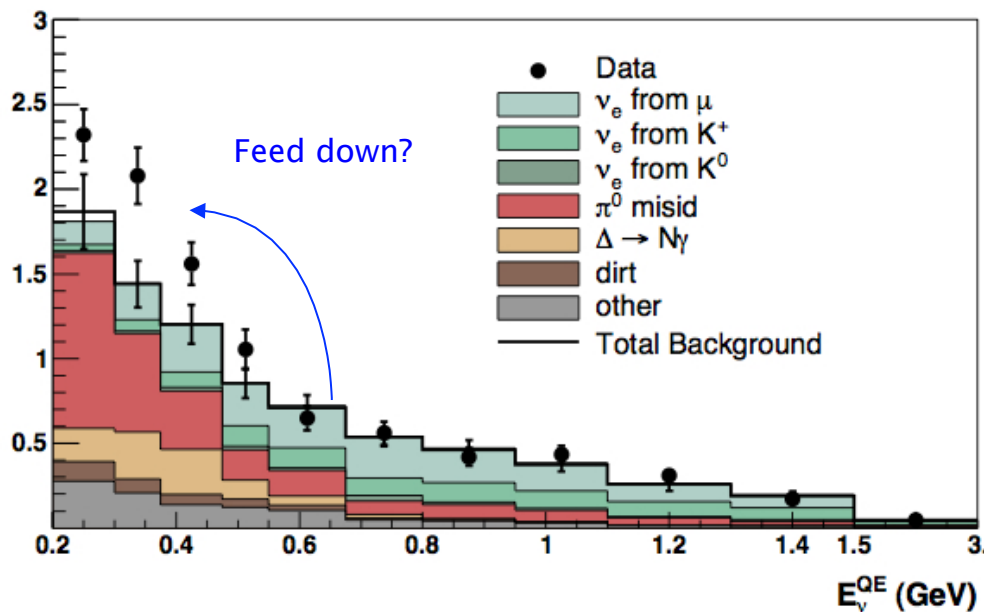 3
2.5
2
1.5
1
0.5
Feed down?
Data
νe from μ
νe from K+
νe from K0
π0 misid
Δ → Nγ
dirt
other
Total Background
0.2 0.4 0.6 0.8 1 1.2 1.4 1.5 3.
EνQE (GeV)